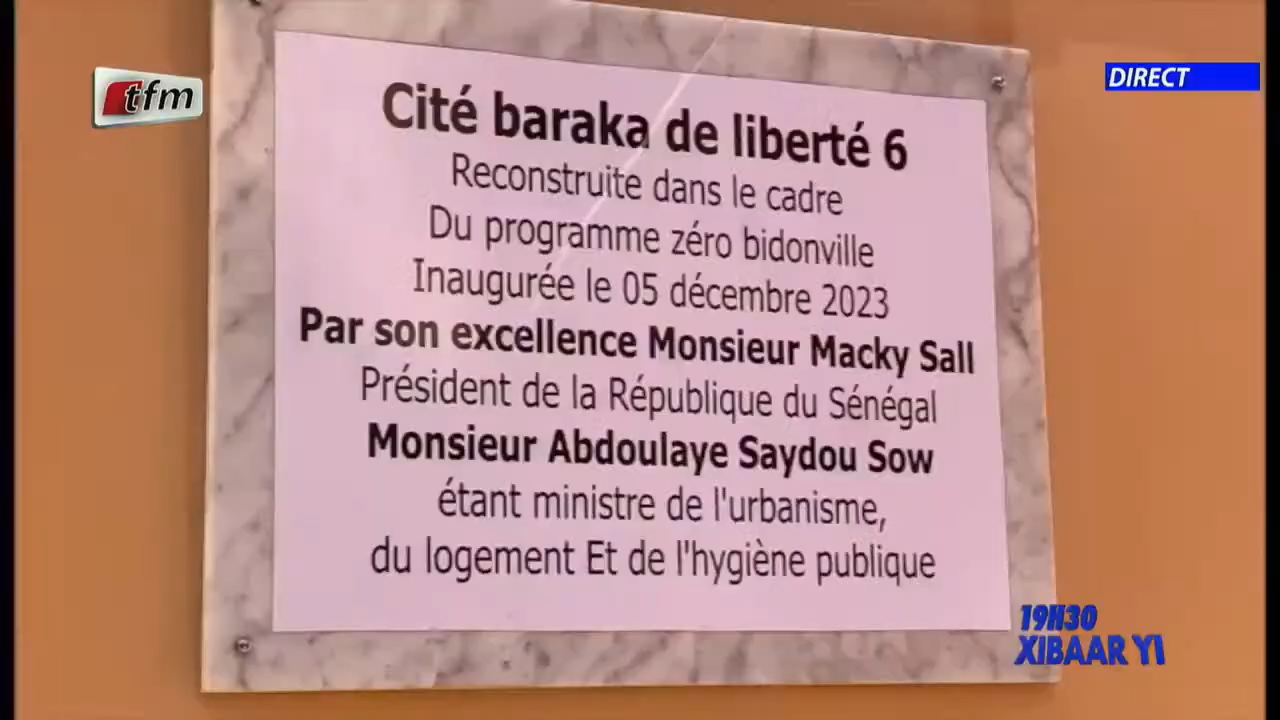 tfm
DIRECT
Cité baraka de liberté 6
Reconstruite dans le cadre
Du programme zéro bidonville
Inaugurée le 05 décembre 2023
Par son excellence Monsieur Macky Sall
Président de la République du Sénégal
Monsieur Abdoulaye Saydou Sow
étant ministre de l'urbanisme,
du logement Et de l'hygiène publique
19H30
XIBAAR YI